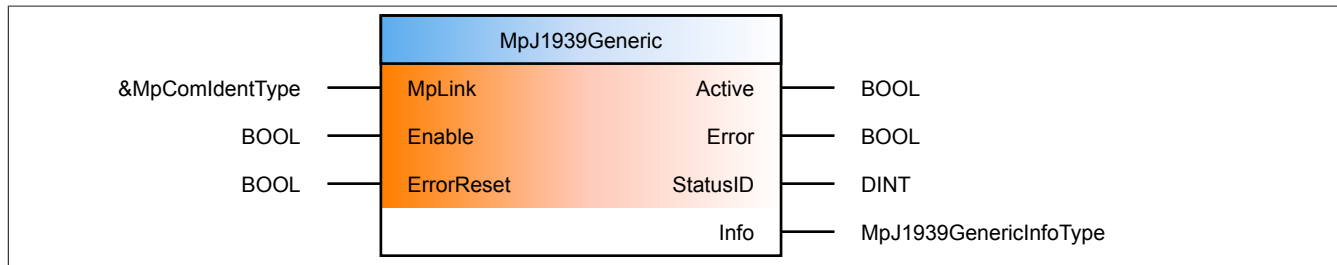 MpJ1939Generic
&MpComIdentType MpLink Active BOOL
BOOL Enable Error BOOL
BOOL ErrorReset StatusID DINT
Info MpJ1939GenericInfoType